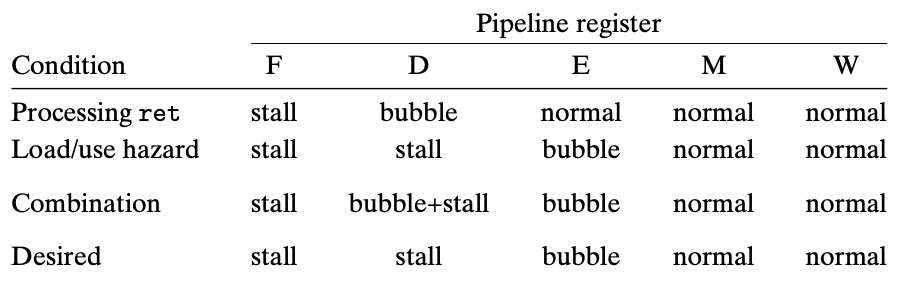 Pipeline register
Condition F D E M W
Processing ret stall bubble normal normal normal
Load/use hazard stall stall bubble normal normal
Combination stall bubble+stall bubble normal normal
Desired stall stall bubble normal normal